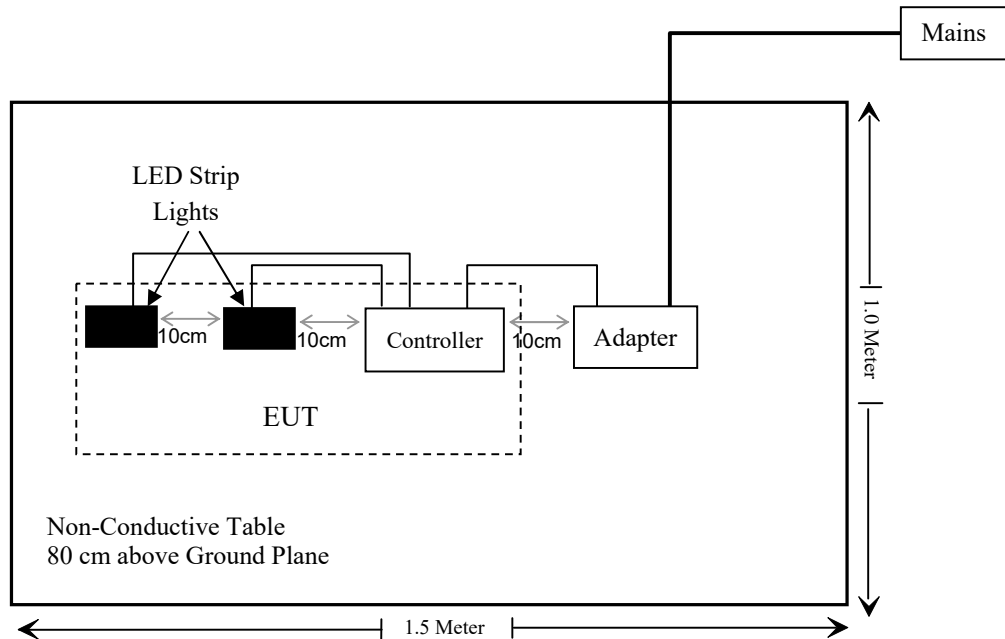 Mains
LED Strip
Lights
10cm
10cm
Controller
10cm
Adapter
EUT
1.0 Meter
Non-Conductive Table
80 cm above Ground Plane
1.5 Meter